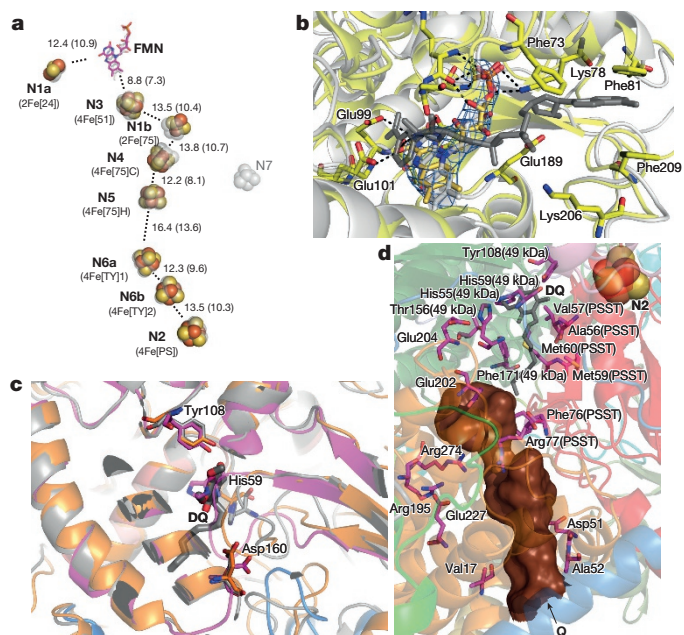 a
12.4 (10.9)
FMN
N1a
(2Fe[24])
8.8 (7.3)
N3
(4Fe[51])
13.5 (10.4)
N1b
(2Fe[75])
13.8 (10.7)
N4
(4Fe[75]C)
N7
12.2 (8.1)
N5
(4Fe[75]H)
16.4 (13.6)
N6a
(4Fe[TY]1)
12.3 (9.6)
N6b
(4Fe[TY]2)
13.5 (10.3)
N2
(4Fe[PS])
b
Phe73
Lys78
Phe81
Glu99
Glu189
Glu101
Phe209
Lys206
c
Tyr108
His59
DQ
Asp160
d
Tyr108(49 kDa)
His59(49 kDa)
DQ
His55(49 kDa)
Val57(PSST)
N2
Thr156(49 kDa)
Ala56(PSST)
Glu204
Met60(PSST)
Phe171(49 kDa)
Met59(PSST)
Glu202
Phe76(PSST)
Arg77(PSST)
Arg274
Arg195
Glu227
Asp51
Val17
Ala52
Q